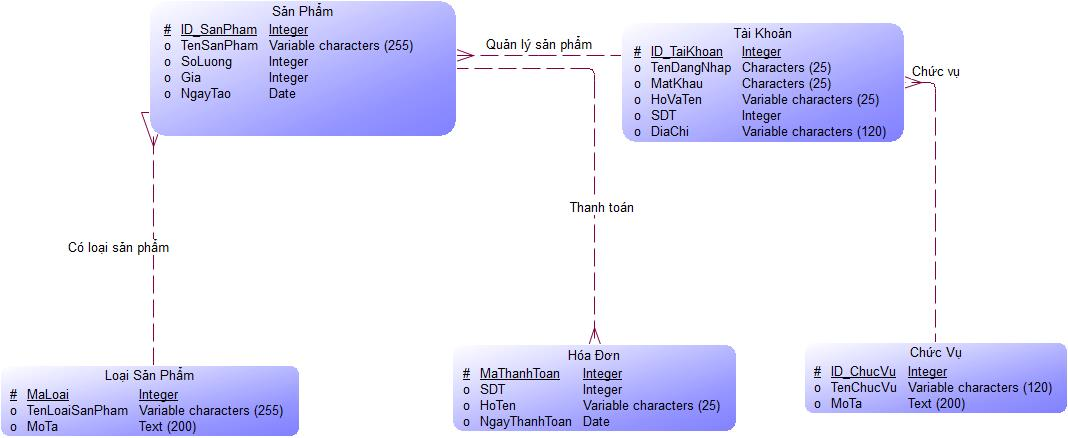 Sản Phẩm
# ID_SanPham Integer
o TenSanPham Variable characters (255)
o SoLuong Integer
o Gia Integer
o NgayTao Date
Quản lý sản phẩm
Tài Khoản
# ID_TaiKhoan Integer
o TenDangNhap Characters (25)
o MatKhau Characters (25)
o HoVaTen Variable characters (25)
o SDT Integer
o DiaChi Variable characters (120)
Chức vụ
Thanh toán
Có loại sản phẩm
Loại Sản Phẩm
# MaLoai Integer
o TenLoaiSanPham Variable characters (255)
o MoTa Text (200)
Hóa Đơn
# MaThanhToan Integer
o SDT Integer
o HoTen Variable characters (25)
o NgayThanhToan Date
Chức Vụ
# ID_ChucVu Integer
o TenChucVu Variable characters (120)
o MoTa Text (200)